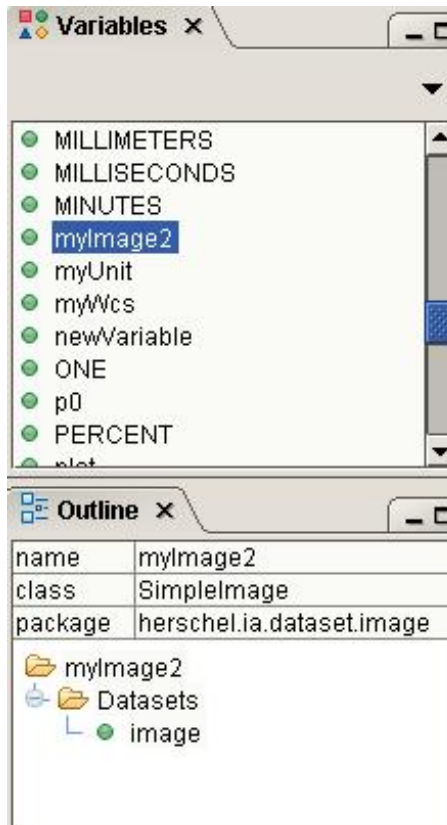 Variables
MILLIMETERS
MILLISECONDS
MINUTES
myImage2
myUnit
myWcs
newVariable
ONE
p0
PERCENT
plot
Outline
name myImage2
class SimpleImage
package herschel.ia.dataset.image
myImage2
Datasets
image